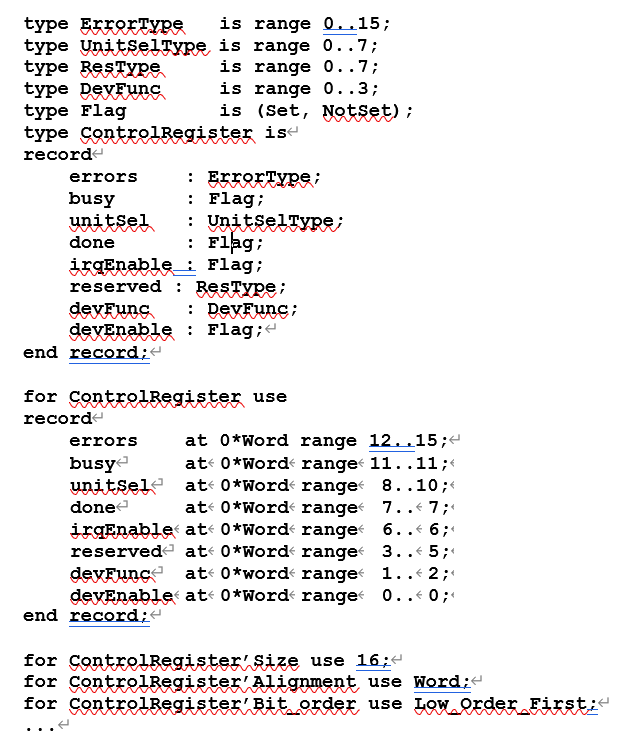 type ErrorType   is range 0..15;
type UnitSelType is range 0..7;
type ResType     is range 0..7;
type DevFunc     is range 0..3;
type Flag        is (Set, NotSet);
type ControlRegister is
record
    errors    : ErrorType;
    busy      : Flag;
    unitSel   : UnitSelType;
    done      : Flag;
    irqEnable : Flag;
    reserved : ResType;
    devFunc   : DevFunc;
    devEnable : Flag;
end record;

for ControlRegister use
record
    errors    at 0*Word range 12..15;
    busy      at 0*Word range 11..11;
    unitSel   at 0*Word range  8..10;
    done      at 0*Word range  7.. 7;
    irqEnable at 0*Word range  6.. 6;
    reserved  at 0*Word range  3.. 5;
    devFunc   at 0*word range  1.. 2;
    devEnable at 0*Word range  0.. 0;
end record;

for ControlRegister’Size use 16;
for ControlRegister’Alignment use Word;
for ControlRegister’Bit_order use Low_Order_First;
...